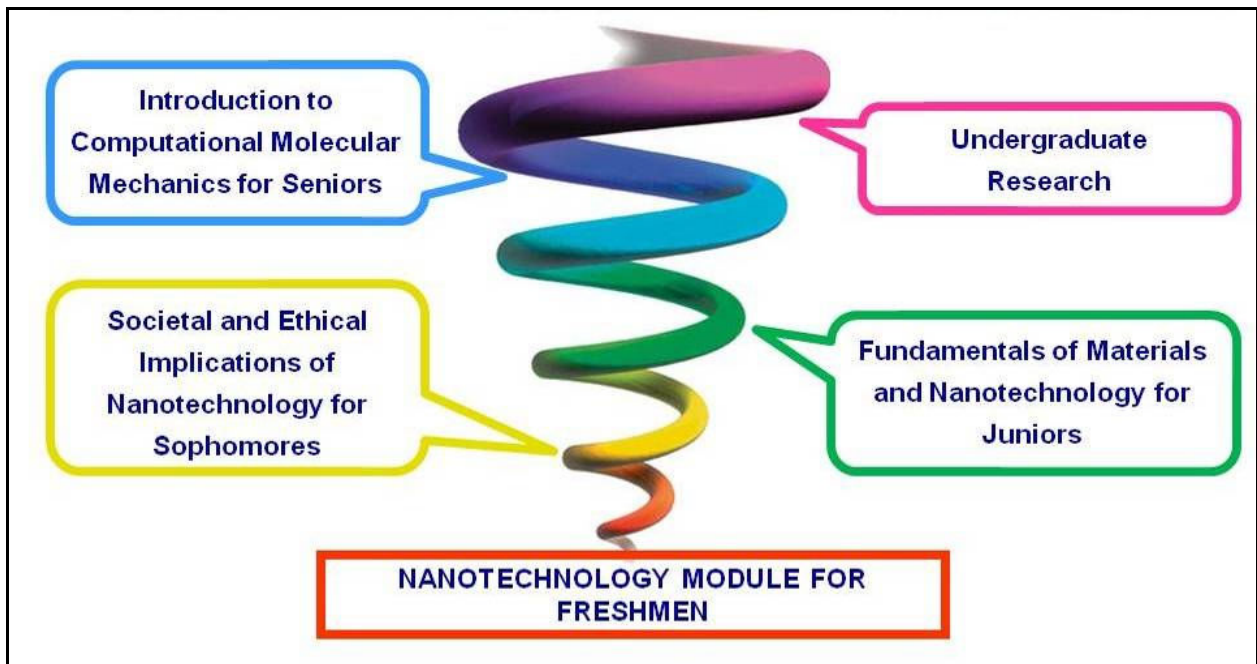 Introduction to
Computational Molecular
Mechanics for Seniors
Undergraduate
Research
Societal and Ethical
Implications of
Nanotechnology for
Sophomores
Fundamentals of Materials
and Nanotechnology for
Juniors
NANOTECHNOLOGY MODULE FOR
FRESHMEN